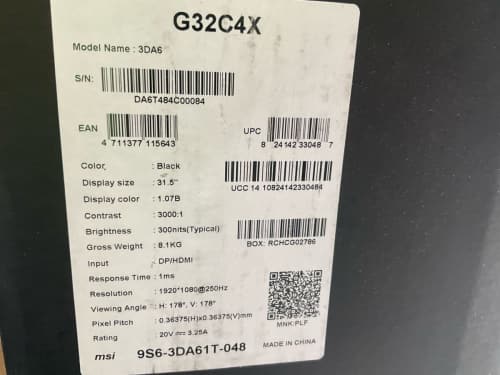 G32C4X
Model Name : 3DA6
S/N:
DA6T484C00084
EAN
4 711377 115643
UPC
8 24142 33048 7
Color : Black
UCC 14 10824142330484
Display size : 31.5"
Display color : 1.07B
Contrast : 3000:1
Brightness : 300nits(Typical)
Gross Weight : 8.1KG
BOX: RCHCG02786
Input : DP/HDMI
Response Time : 1ms
Resolution : 1920*1080@250Hz
Viewing Angle : H: 178°, V: 178°
Pixel Pitch : 0.36375(H)x0.36375(V)mm
MNK:PLF
Rating : 20V ⎓ 3.25A
msi 9S6-3DA61T-048
MADE IN CHINA